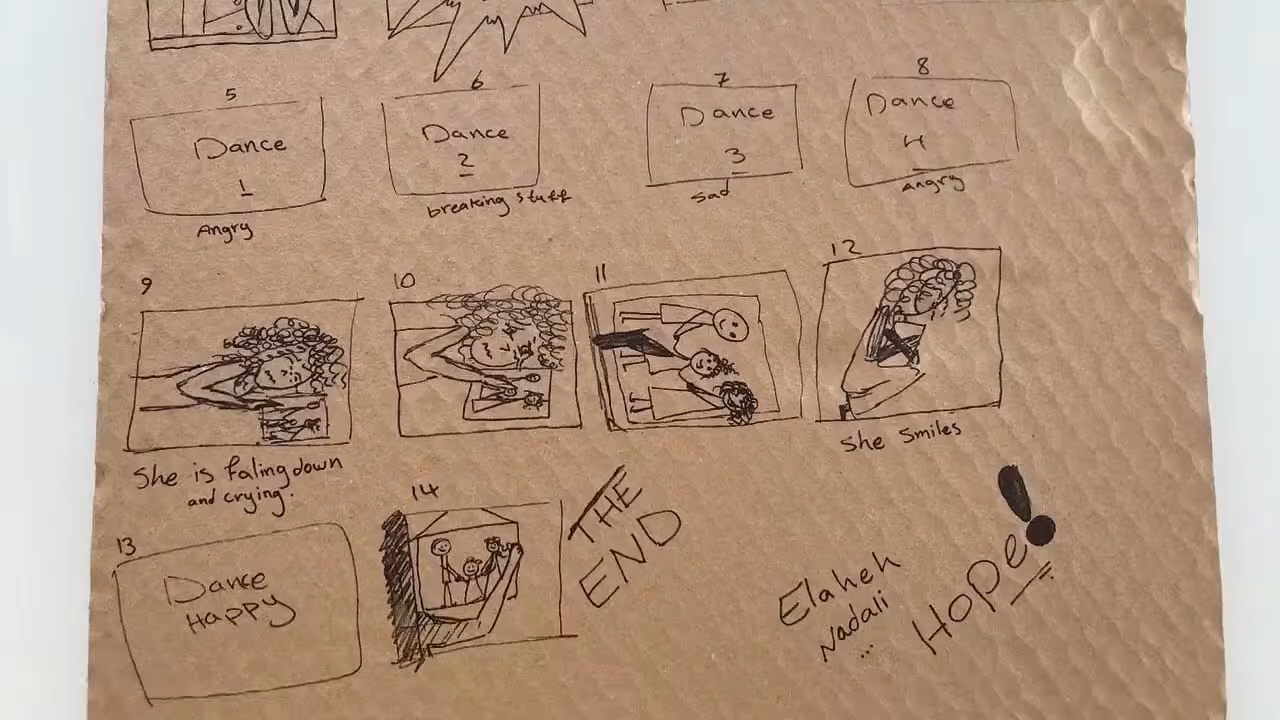 5
6
7
8
Dance
1
Dance
2
Dance
3
Dance
4
Angry
breaking stuff
Sad
angry
9
10
11
12
She is faling down
and crying.
She smiles
13
14
Dance
Happy
THE
END
Elaheh
Nadali
...
Hope!